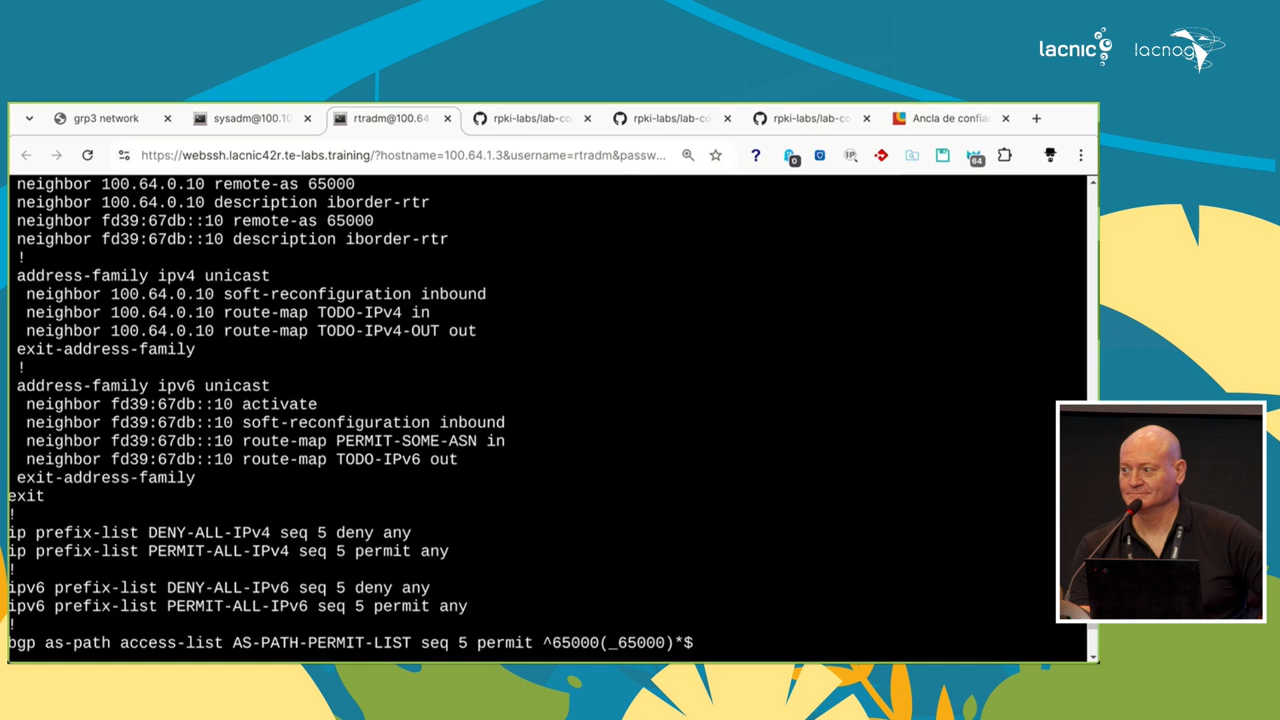 lacnic
lacnog
grp3 network
sysadm@100.10
rtradm@100.64
rpki-labs/lab-co
rpki-labs/lab-co
rpki-labs/lab-co
Ancla de confia
https://webssh.lacnic42r.te-labs.training/?hostname=100.64.1.3&username=rtradm&passw...
?
0
IP
64
neighbor 100.64.0.10 remote-as 65000
neighbor 100.64.0.10 description iborder-rtr
neighbor fd39:67db::10 remote-as 65000
neighbor fd39:67db::10 description iborder-rtr
!
address-family ipv4 unicast
neighbor 100.64.0.10 soft-reconfiguration inbound
neighbor 100.64.0.10 route-map TODO-IPv4 in
neighbor 100.64.0.10 route-map TODO-IPv4-OUT out
exit-address-family
!
address-family ipv6 unicast
neighbor fd39:67db::10 activate
neighbor fd39:67db::10 soft-reconfiguration inbound
neighbor fd39:67db::10 route-map PERMIT-SOME-ASN in
neighbor fd39:67db::10 route-map TODO-IPv6 out
exit-address-family
exit
!
ip prefix-list DENY-ALL-IPv4 seq 5 deny any
ip prefix-list PERMIT-ALL-IPv4 seq 5 permit any
!
ipv6 prefix-list DENY-ALL-IPv6 seq 5 deny any
ipv6 prefix-list PERMIT-ALL-IPv6 seq 5 permit any
!
bgp as-path access-list AS-PATH-PERMIT-LIST seq 5 permit ^65000(_65000)*$